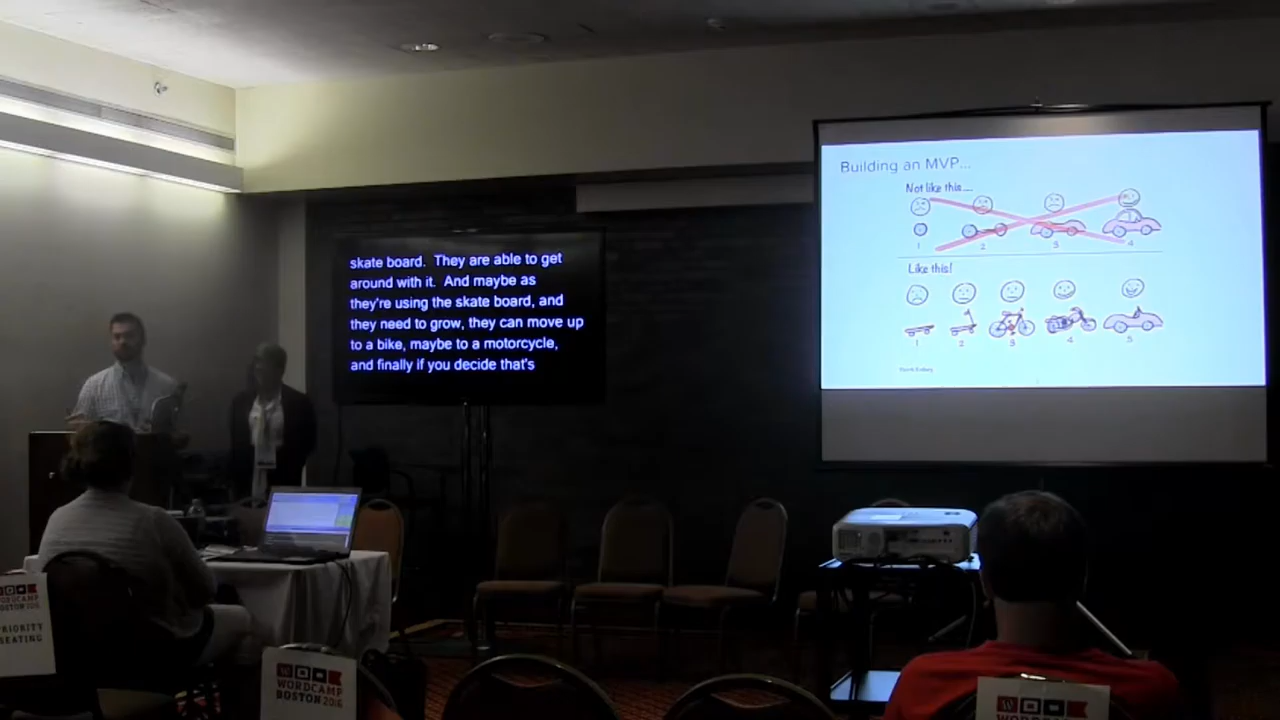 skate board. They are able to get
around with it. And maybe as
they're using the skate board, and
they need to grow, they can move up
to a bike, maybe to a motorcycle,
and finally if you decide that's
Building an MVP...
Not like this....
1 2 3 4
Like this!
1 2 3 4 5
WORDCAMP
BOSTON 2016
PRIORITY
SEATING
WORDCAMP
BOSTON 2016